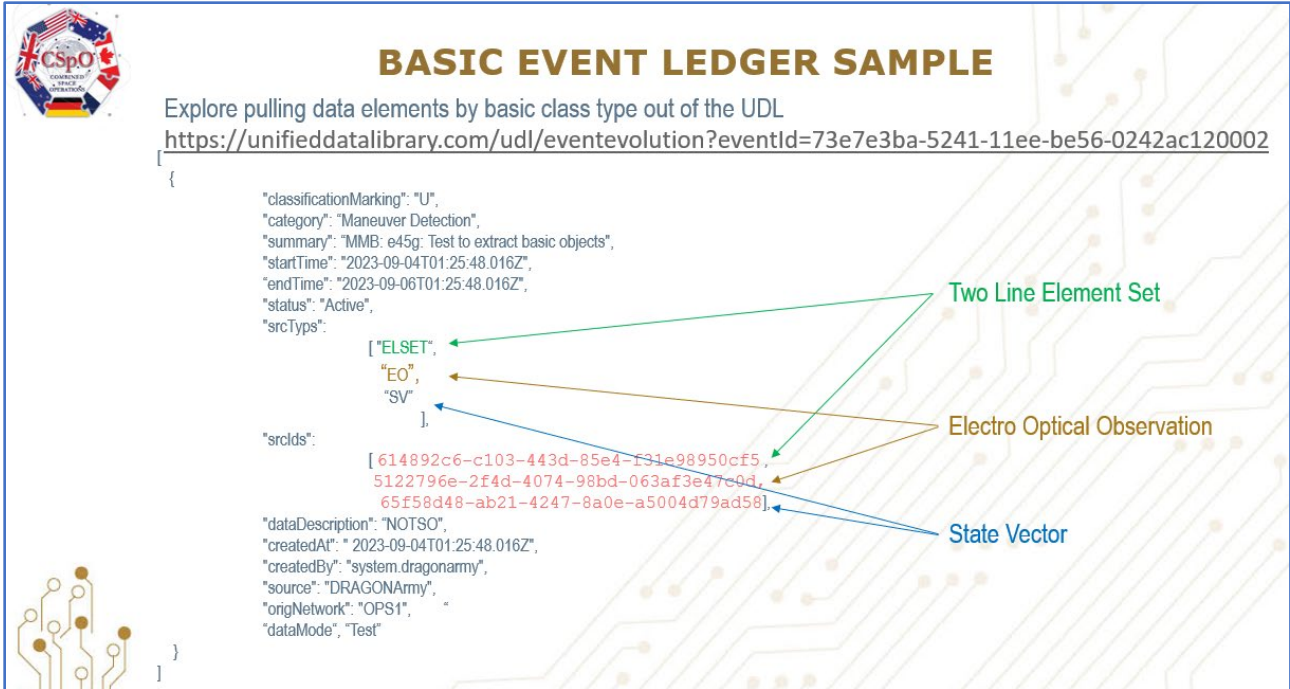 CSpO
COMBINED
SPACE
OPERATIONS
BASIC EVENT LEDGER SAMPLE
Explore pulling data elements by basic class type out of the UDL
https://unifieddatalibrary.com/udl/eventevolution?eventId=73e7e3ba-5241-11ee-be56-0242ac120002
[
{
"classificationMarking": "U",
"category": “Maneuver Detection",
"summary": “MMB: e45g: Test to extract basic objects",
"startTime": "2023-09-04T01:25:48.016Z",
“endTime": "2023-09-06T01:25:48.016Z",
"status": "Active",
"srcTyps":
[ "ELSET“,
“EO”,
“SV”
],
"srcIds":
[ 614892c6-c103-443d-85e4-f31e98950cf5,
5122796e-2f4d-4074-98bd-063af3e47c0d,
65f58d48-ab21-4247-8a0e-a5004d79ad58],
"dataDescription": “NOTSO",
"createdAt": " 2023-09-04T01:25:48.016Z",
"createdBy": "system.dragonarmy",
"source": "DRAGONArmy",
"origNetwork": "OPS1", “
“dataMode“, “Test”
}
]
Two Line Element Set
Electro Optical Observation
State Vector